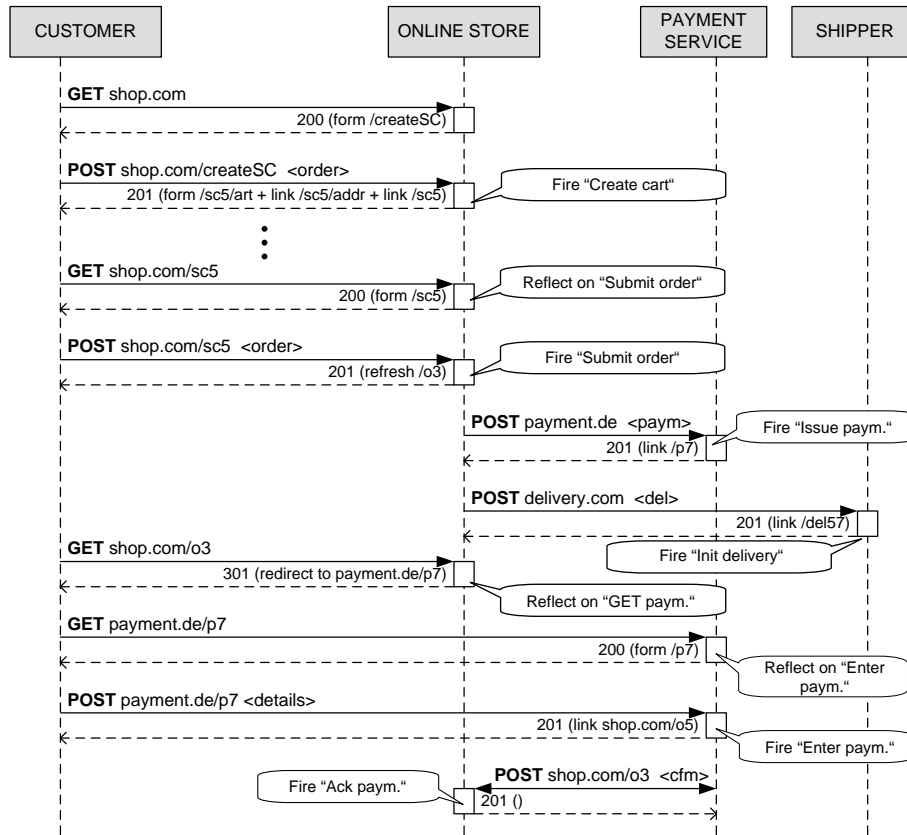 CUSTOMER
ONLINE STORE
PAYMENT
SERVICE
SHIPPER
GET shop.com
200 (form /createSC)
POST shop.com/createSC <order>
201 (form /sc5/art + link /sc5/addr + link /sc5)
Fire “Create cart“
GET shop.com/sc5
200 (form /sc5)
Reflect on “Submit order“
POST shop.com/sc5 <order>
201 (refresh /o3)
Fire “Submit order“
POST payment.de <paym>
201 (link /p7)
Fire “Issue paym.“
POST delivery.com <del>
201 (link /del57)
Fire “Init delivery“
GET shop.com/o3
301 (redirect to payment.de/p7)
Reflect on “GET paym.“
GET payment.de/p7
200 (form /p7)
Reflect on “Enter
paym.“
POST payment.de/p7 <details>
201 (link shop.com/o5)
Fire “Enter paym.“
POST shop.com/o3 <cfm>
Fire “Ack paym.“
201 ()